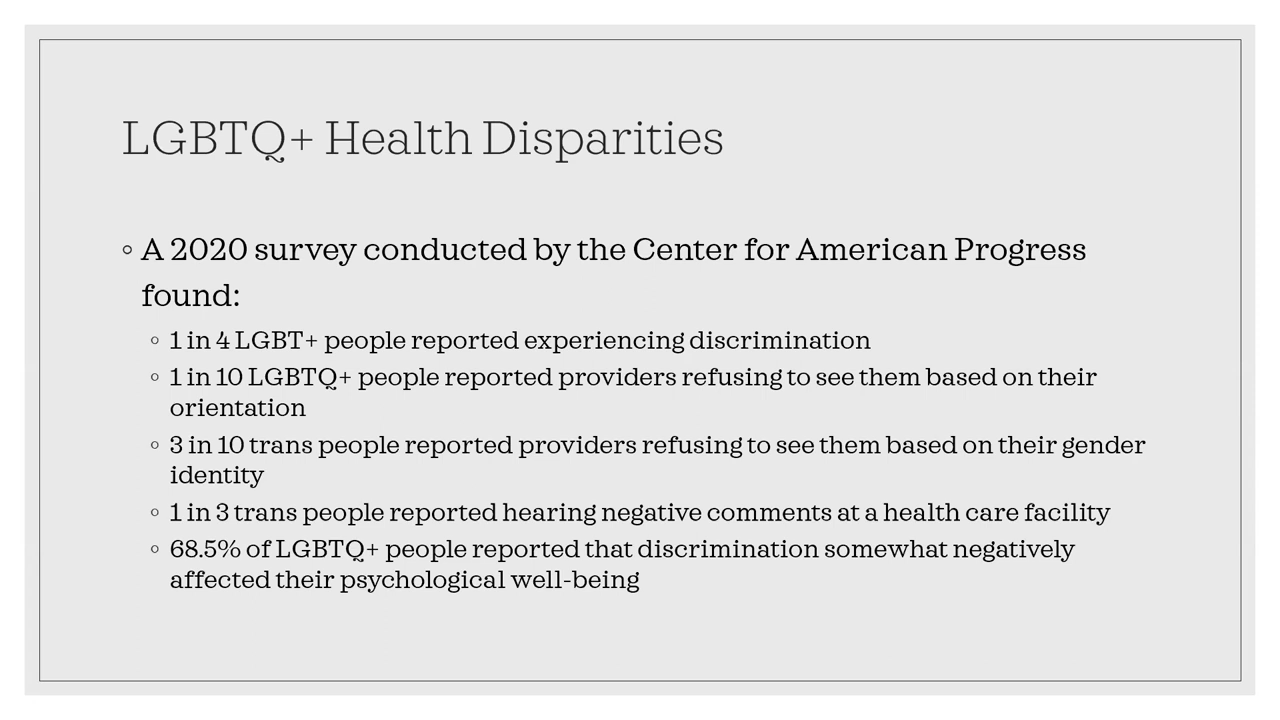 LGBTQ+ Health Disparities
◦ A 2020 survey conducted by the Center for American Progress
found:
◦ 1 in 4 LGBT+ people reported experiencing discrimination
◦ 1 in 10 LGBTQ+ people reported providers refusing to see them based on their
orientation
◦ 3 in 10 trans people reported providers refusing to see them based on their gender
identity
◦ 1 in 3 trans people reported hearing negative comments at a health care facility
◦ 68.5% of LGBTQ+ people reported that discrimination somewhat negatively
affected their psychological well-being